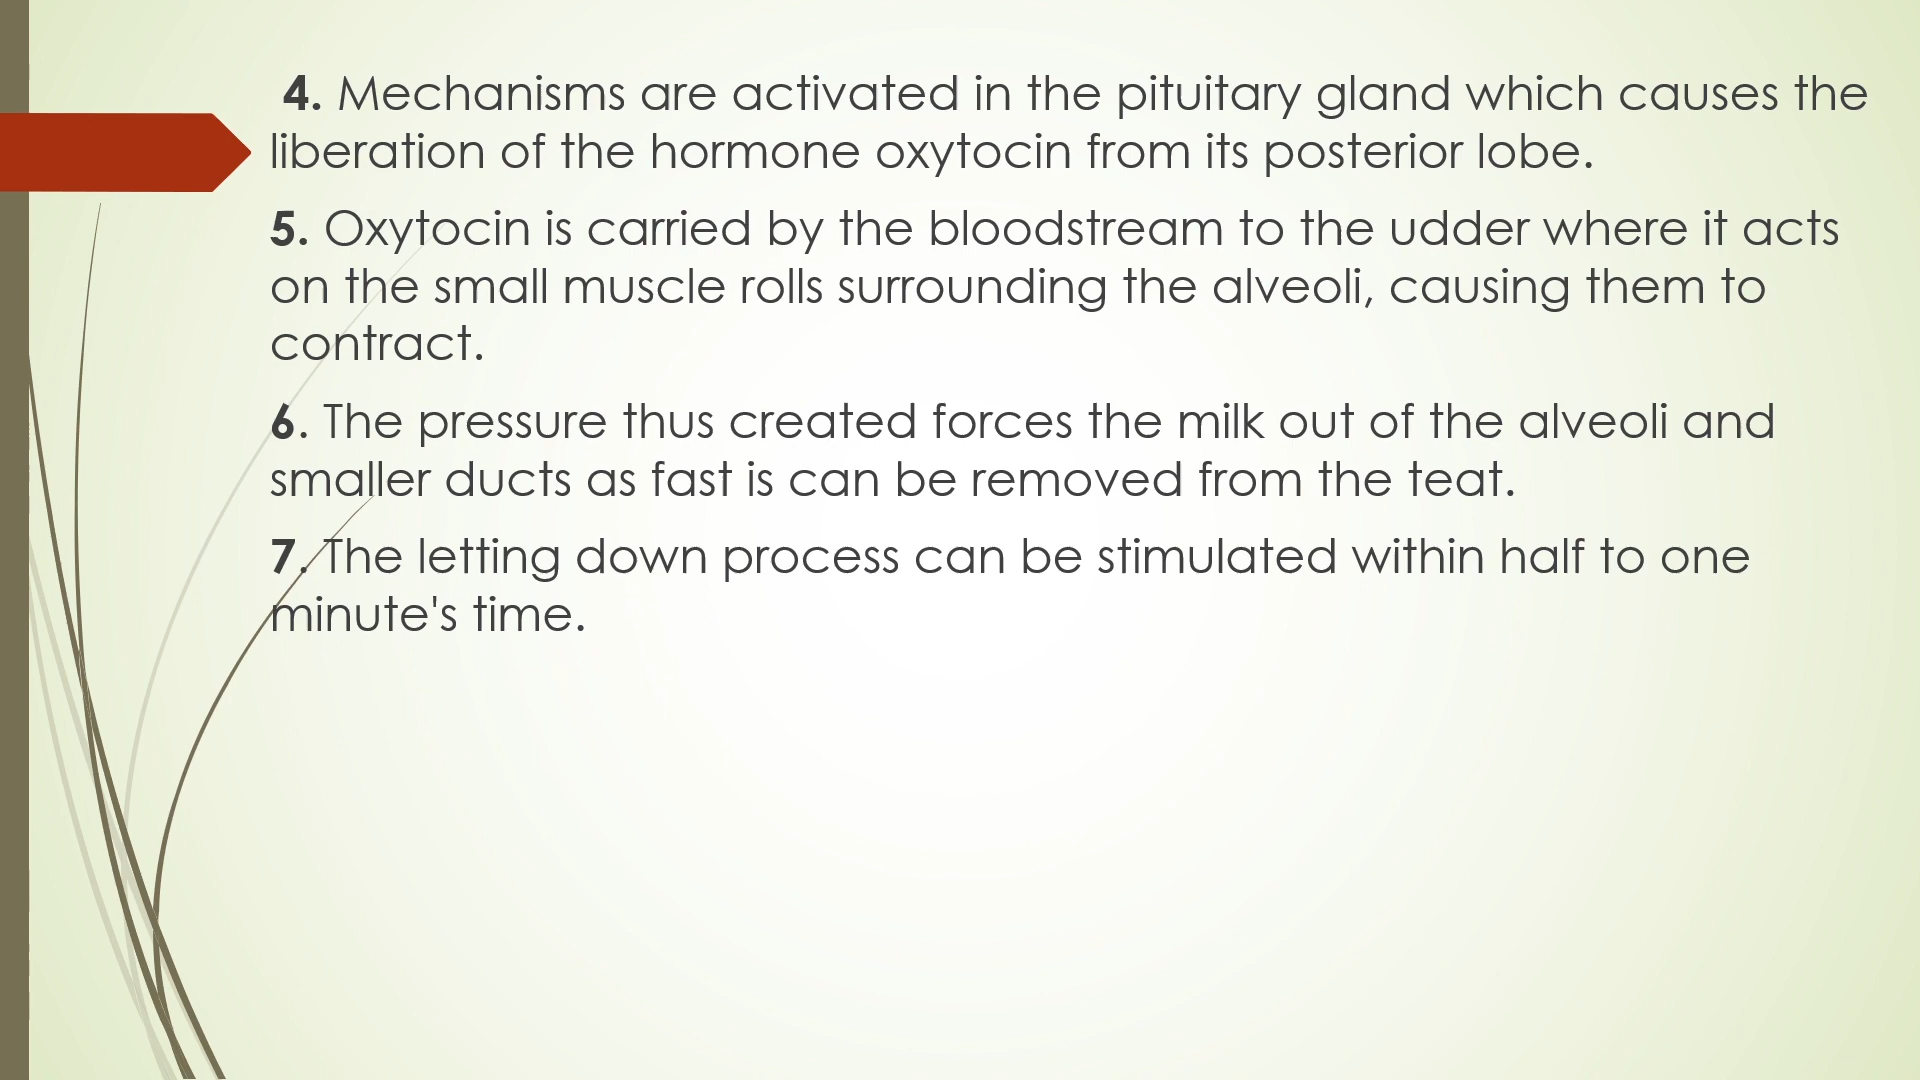 4. Mechanisms are activated in the pituitary gland which causes the
liberation of the hormone oxytocin from its posterior lobe.
5. Oxytocin is carried by the bloodstream to the udder where it acts
on the small muscle rolls surrounding the alveoli, causing them to
contract.
6. The pressure thus created forces the milk out of the alveoli and
smaller ducts as fast is can be removed from the teat.
7. The letting down process can be stimulated within half to one
minute's time.